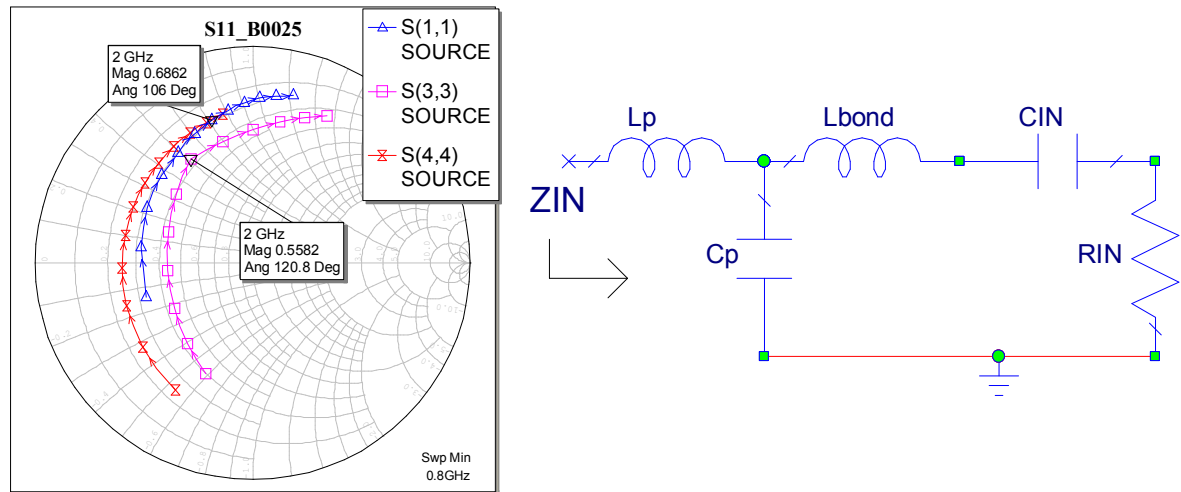 S11_B0025
2 GHz
Mag 0.6862
Ang 106 Deg
S(1,1)
SOURCE
S(3,3)
SOURCE
S(4,4)
SOURCE
2 GHz
Mag 0.5582
Ang 120.8 Deg
Swp Min
0.8GHz
Lp
Lbond
CIN
ZIN
Cp
RIN